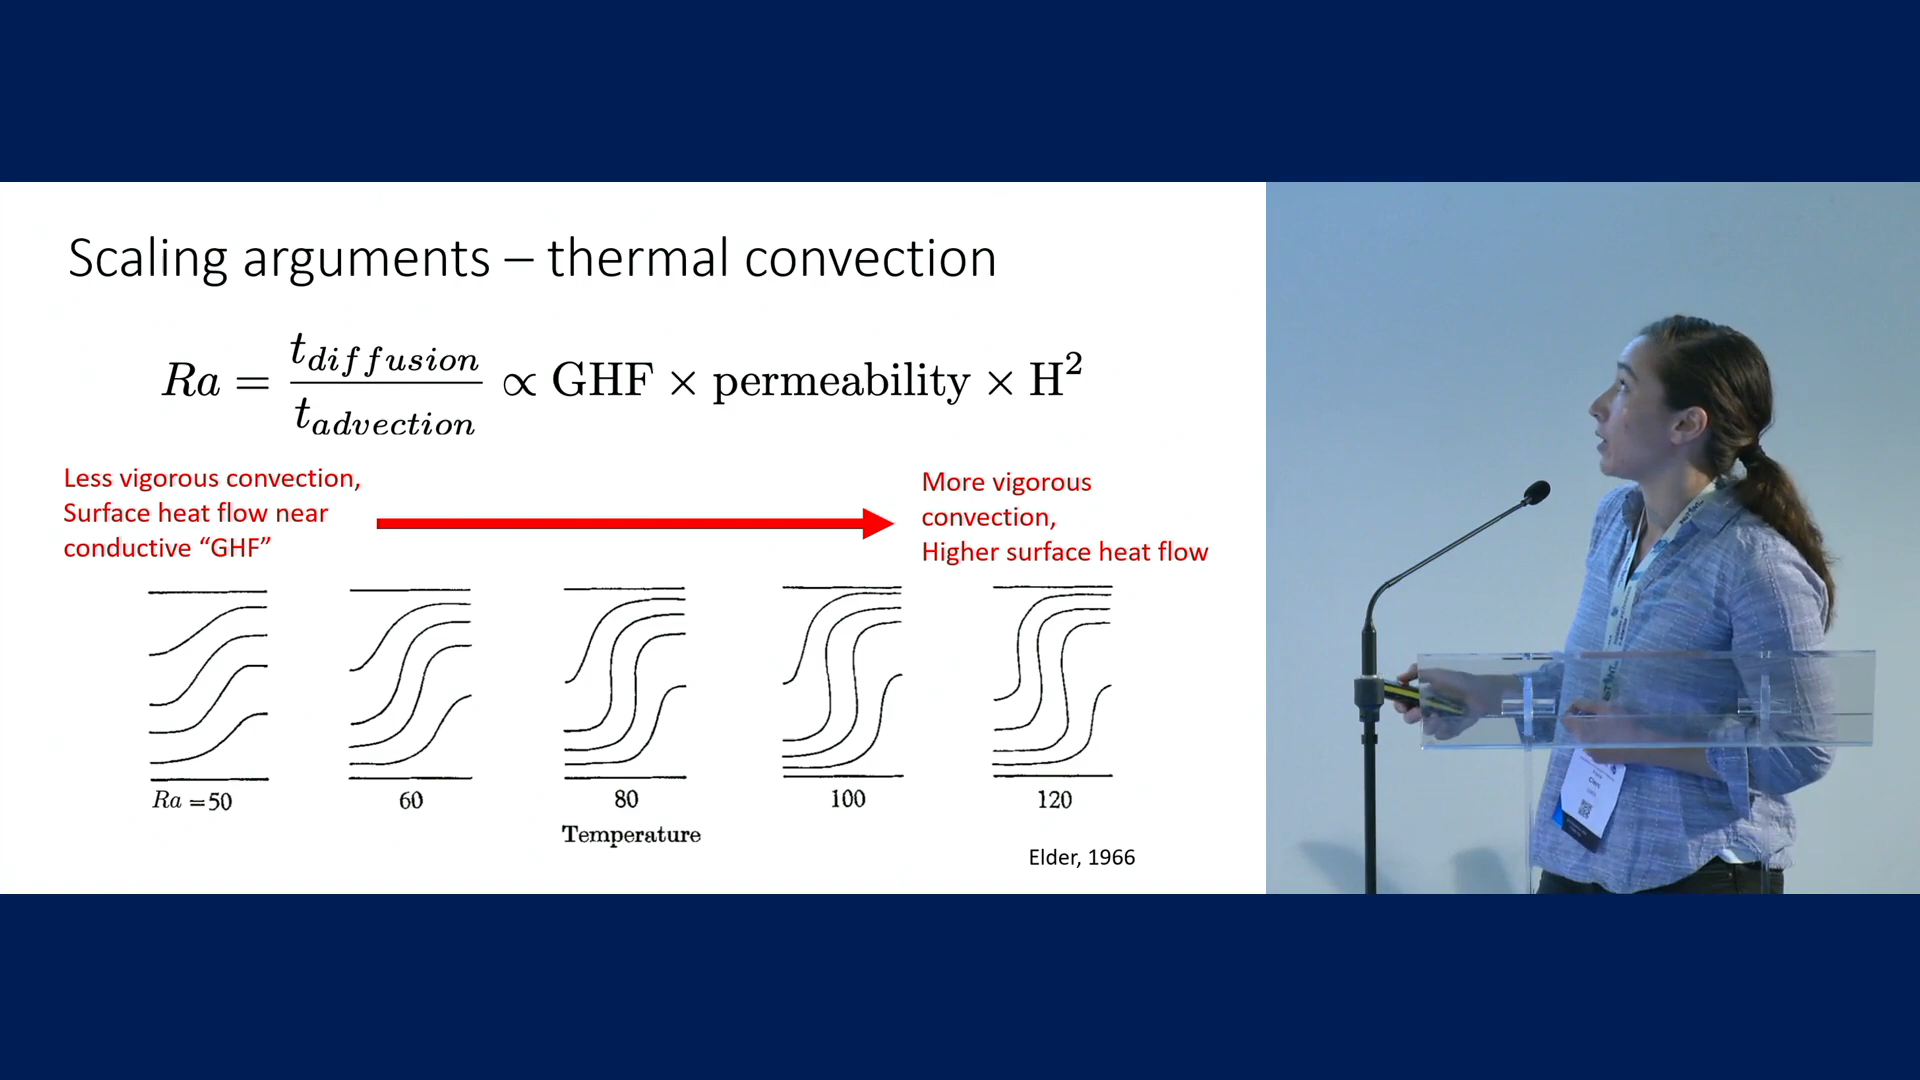 Scaling arguments – thermal convection
Ra = t_diffusion / t_advection ∝ GHF × permeability × H²
Less vigorous convection,
Surface heat flow near
conductive “GHF”
More vigorous
convection,
Higher surface heat flow
Ra =50
60
80
100
120
Temperature
Elder, 1966